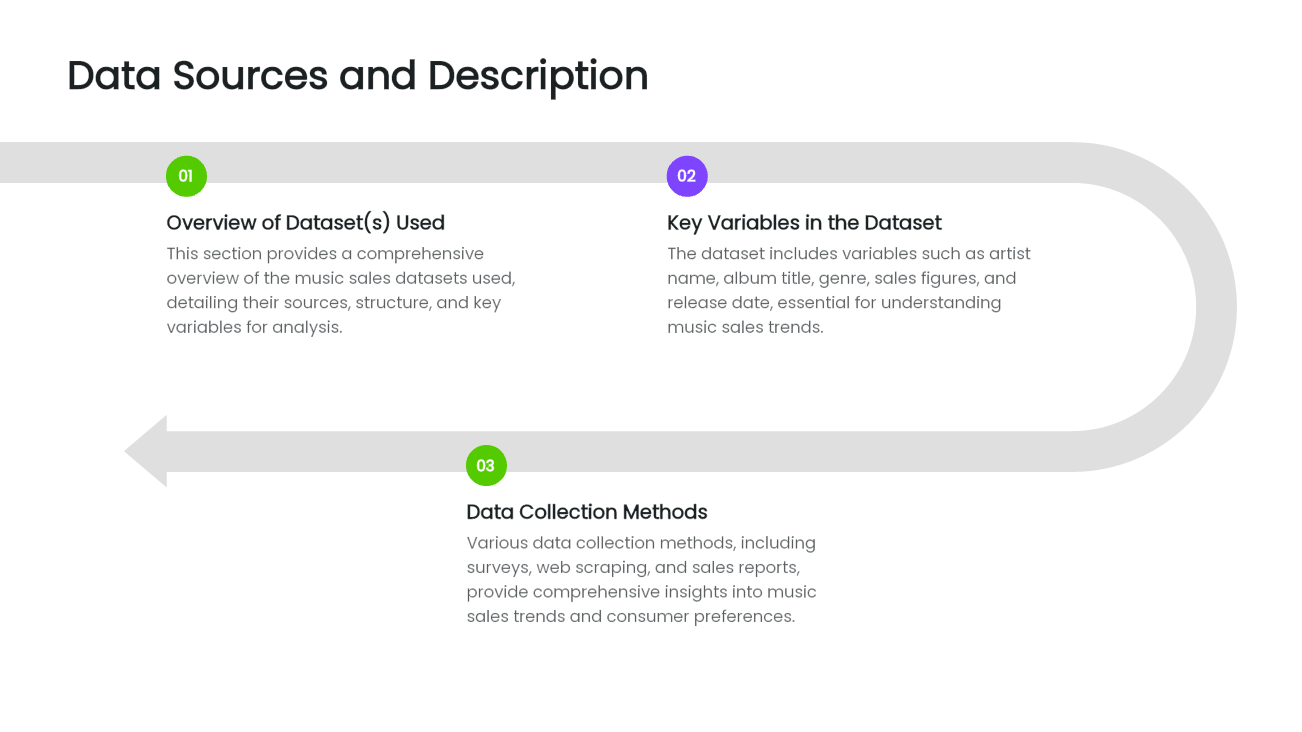 Data Sources and Description
01
Overview of Dataset(s) Used
This section provides a comprehensive
overview of the music sales datasets used,
detailing their sources, structure, and key
variables for analysis.
02
Key Variables in the Dataset
The dataset includes variables such as artist
name, album title, genre, sales figures, and
release date, essential for understanding
music sales trends.
03
Data Collection Methods
Various data collection methods, including
surveys, web scraping, and sales reports,
provide comprehensive insights into music
sales trends and consumer preferences.